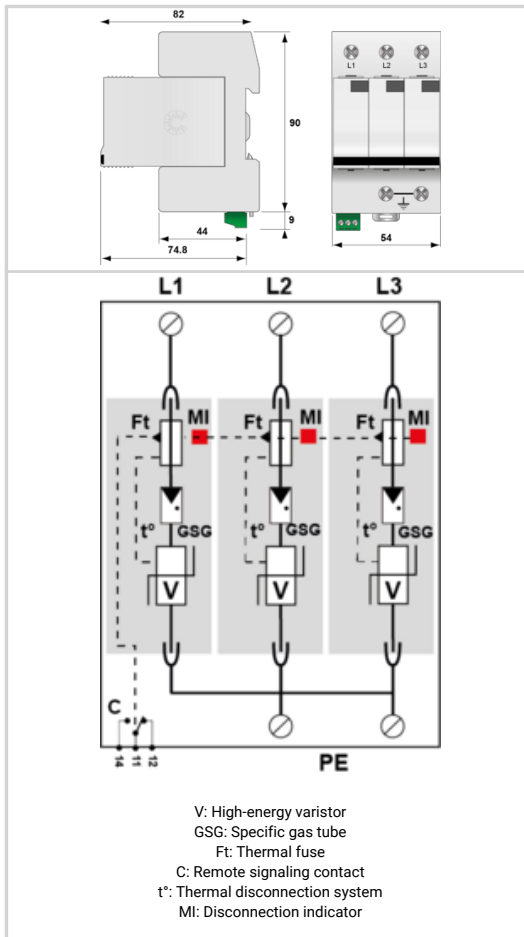 82
L1 L2 L3
90
9
44
74.8
54
L1 L2 L3
Ft MI Ft MI Ft MI
t° GSG t° GSG t° GSG
V V V
C
14 11 12
PE
V: High-energy varistor
GSG: Specific gas tube
Ft: Thermal fuse
C: Remote signaling contact
t°: Thermal disconnection system
MI: Disconnection indicator